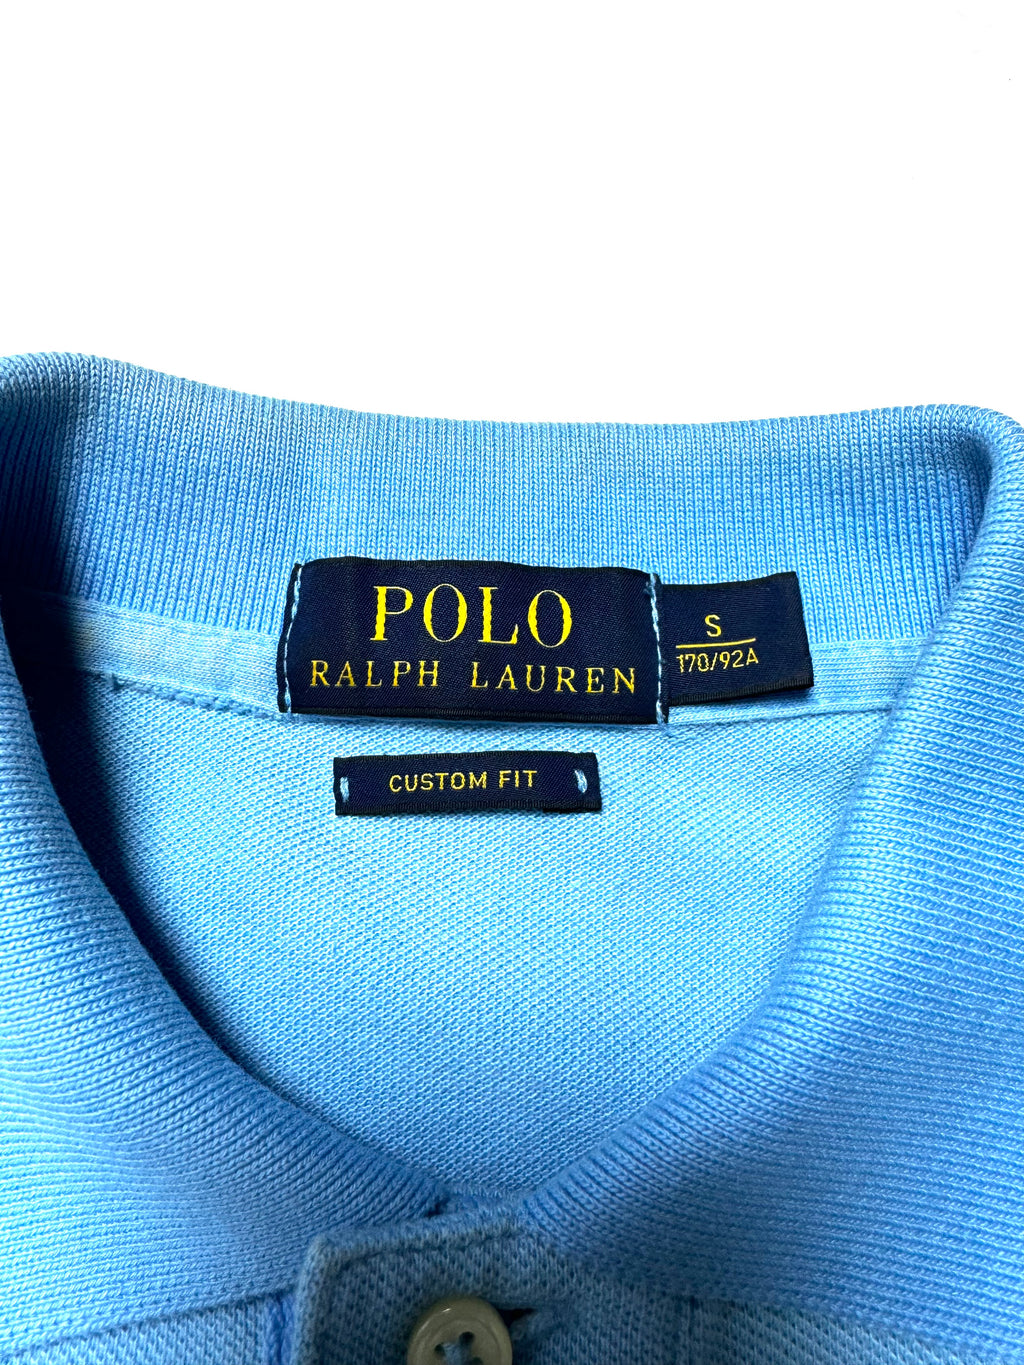 POLO
RALPH LAUREN
S
170/92A
CUSTOM FIT